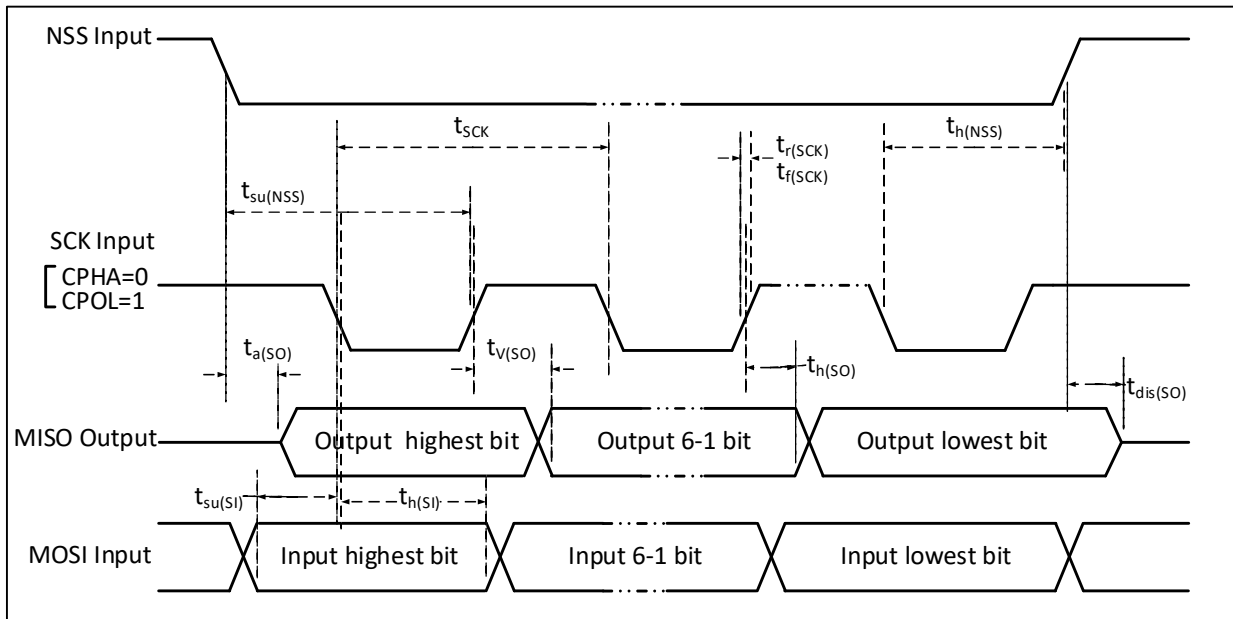 NSS Input
tSCK
th(NSS)
tr(SCK)
tf(SCK)
tsu(NSS)
SCK Input
CPHA=0
CPOL=1
ta(SO)
tV(SO)
th(SO)
tdis(SO)
MISO Output
Output highest bit
Output 6-1 bit
Output lowest bit
tsu(SI)
th(SI)
MOSI Input
Input highest bit
Input 6-1 bit
Input lowest bit